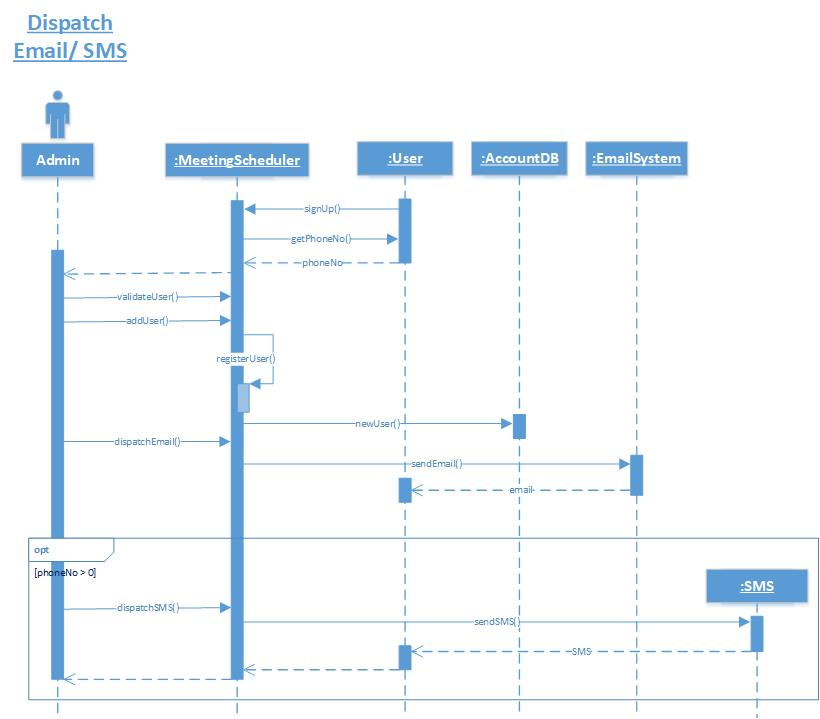 Dispatch
Email/ SMS
Admin
:MeetingScheduler
:User
:AccountDB
:EmailSystem
signUp()
getPhoneNo()
phoneNo
validateUser()
addUser()
registerUser()
newUser()
dispatchEmail()
sendEmail()
email
opt
[phoneNo > 0]
:SMS
dispatchSMS()
sendSMS()
SMS